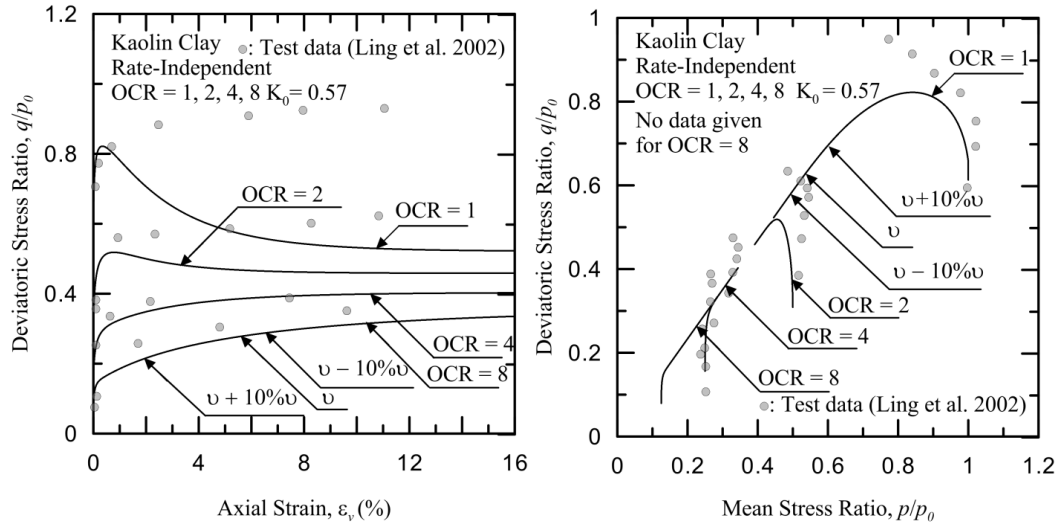 Kaolin Clay
: Test data (Ling et al. 2002)
Rate-Independent
OCR = 1, 2, 4, 8 K₀ = 0.57
OCR = 2
OCR = 1
OCR = 4
OCR = 8
υ − 10%υ
υ
υ + 10%υ
1.2
0.8
0.4
0
Deviatoric Stress Ratio, q/p₀
0
4
8
12
16
Axial Strain, εᵥ (%)
Kaolin Clay
Rate-Independent
OCR = 1, 2, 4, 8 K₀ = 0.57
No data given
for OCR = 8
OCR = 1
υ+10%υ
υ
υ − 10%υ
OCR = 2
OCR = 4
OCR = 8
: Test data (Ling et al. 2002)
1
0.8
0.6
0.4
0.2
0
Deviatoric Stress Ratio, q/p₀
0
0.2
0.4
0.6
0.8
1
1.2
Mean Stress Ratio, p/p₀